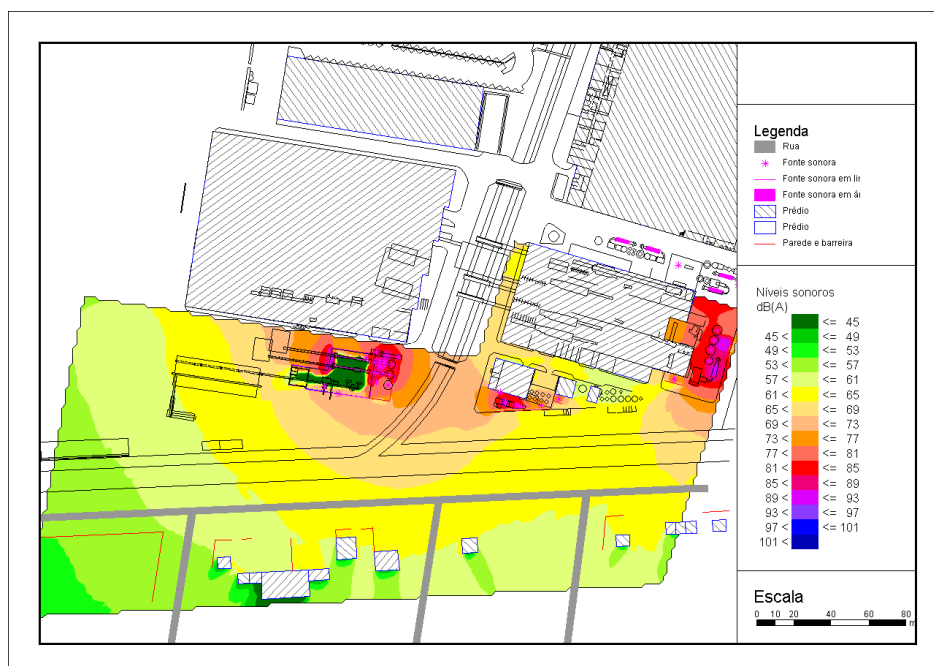 Legenda
Rua
Fonte sonora
Fonte sonora em lir
Fonte sonora em ár
Prédio
Prédio
Parede e barreira
Níveis sonoros
dB(A)
<= 45
45 < <= 49
49 < <= 53
53 < <= 57
57 < <= 61
61 < <= 65
65 < <= 69
69 < <= 73
73 < <= 77
77 < <= 81
81 < <= 85
85 < <= 89
89 < <= 93
93 < <= 97
97 < <= 101
101 <
Escala
0 10 20 40 60 80
m